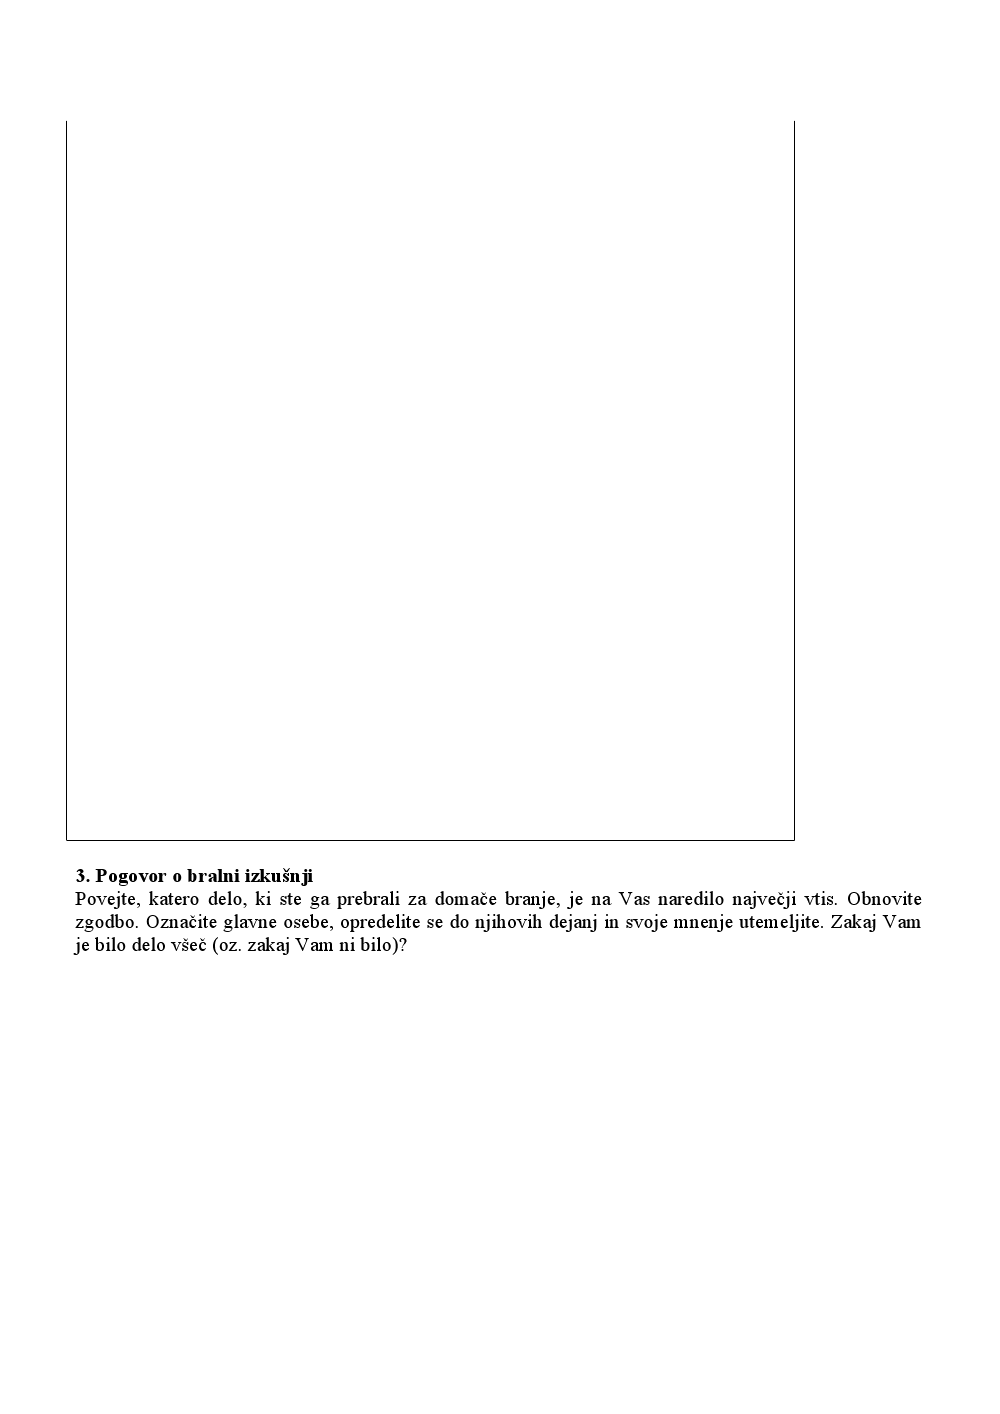 3. Pogovor o bralni izkušnji
Povejte, katero delo, ki ste ga prebrali za domače branje, je na Vas naredilo največji vtis. Obnovite
zgodbo. Označite glavne osebe, opredelite se do njihovih dejanj in svoje mnenje utemeljite. Zakaj Vam
je bilo delo všeč (oz. zakaj Vam ni bilo)?